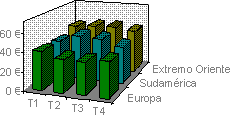 60 €
40 €
20 €
0 €
T1 T2 T3 T4
Extremo Oriente
Sudamérica
Europa